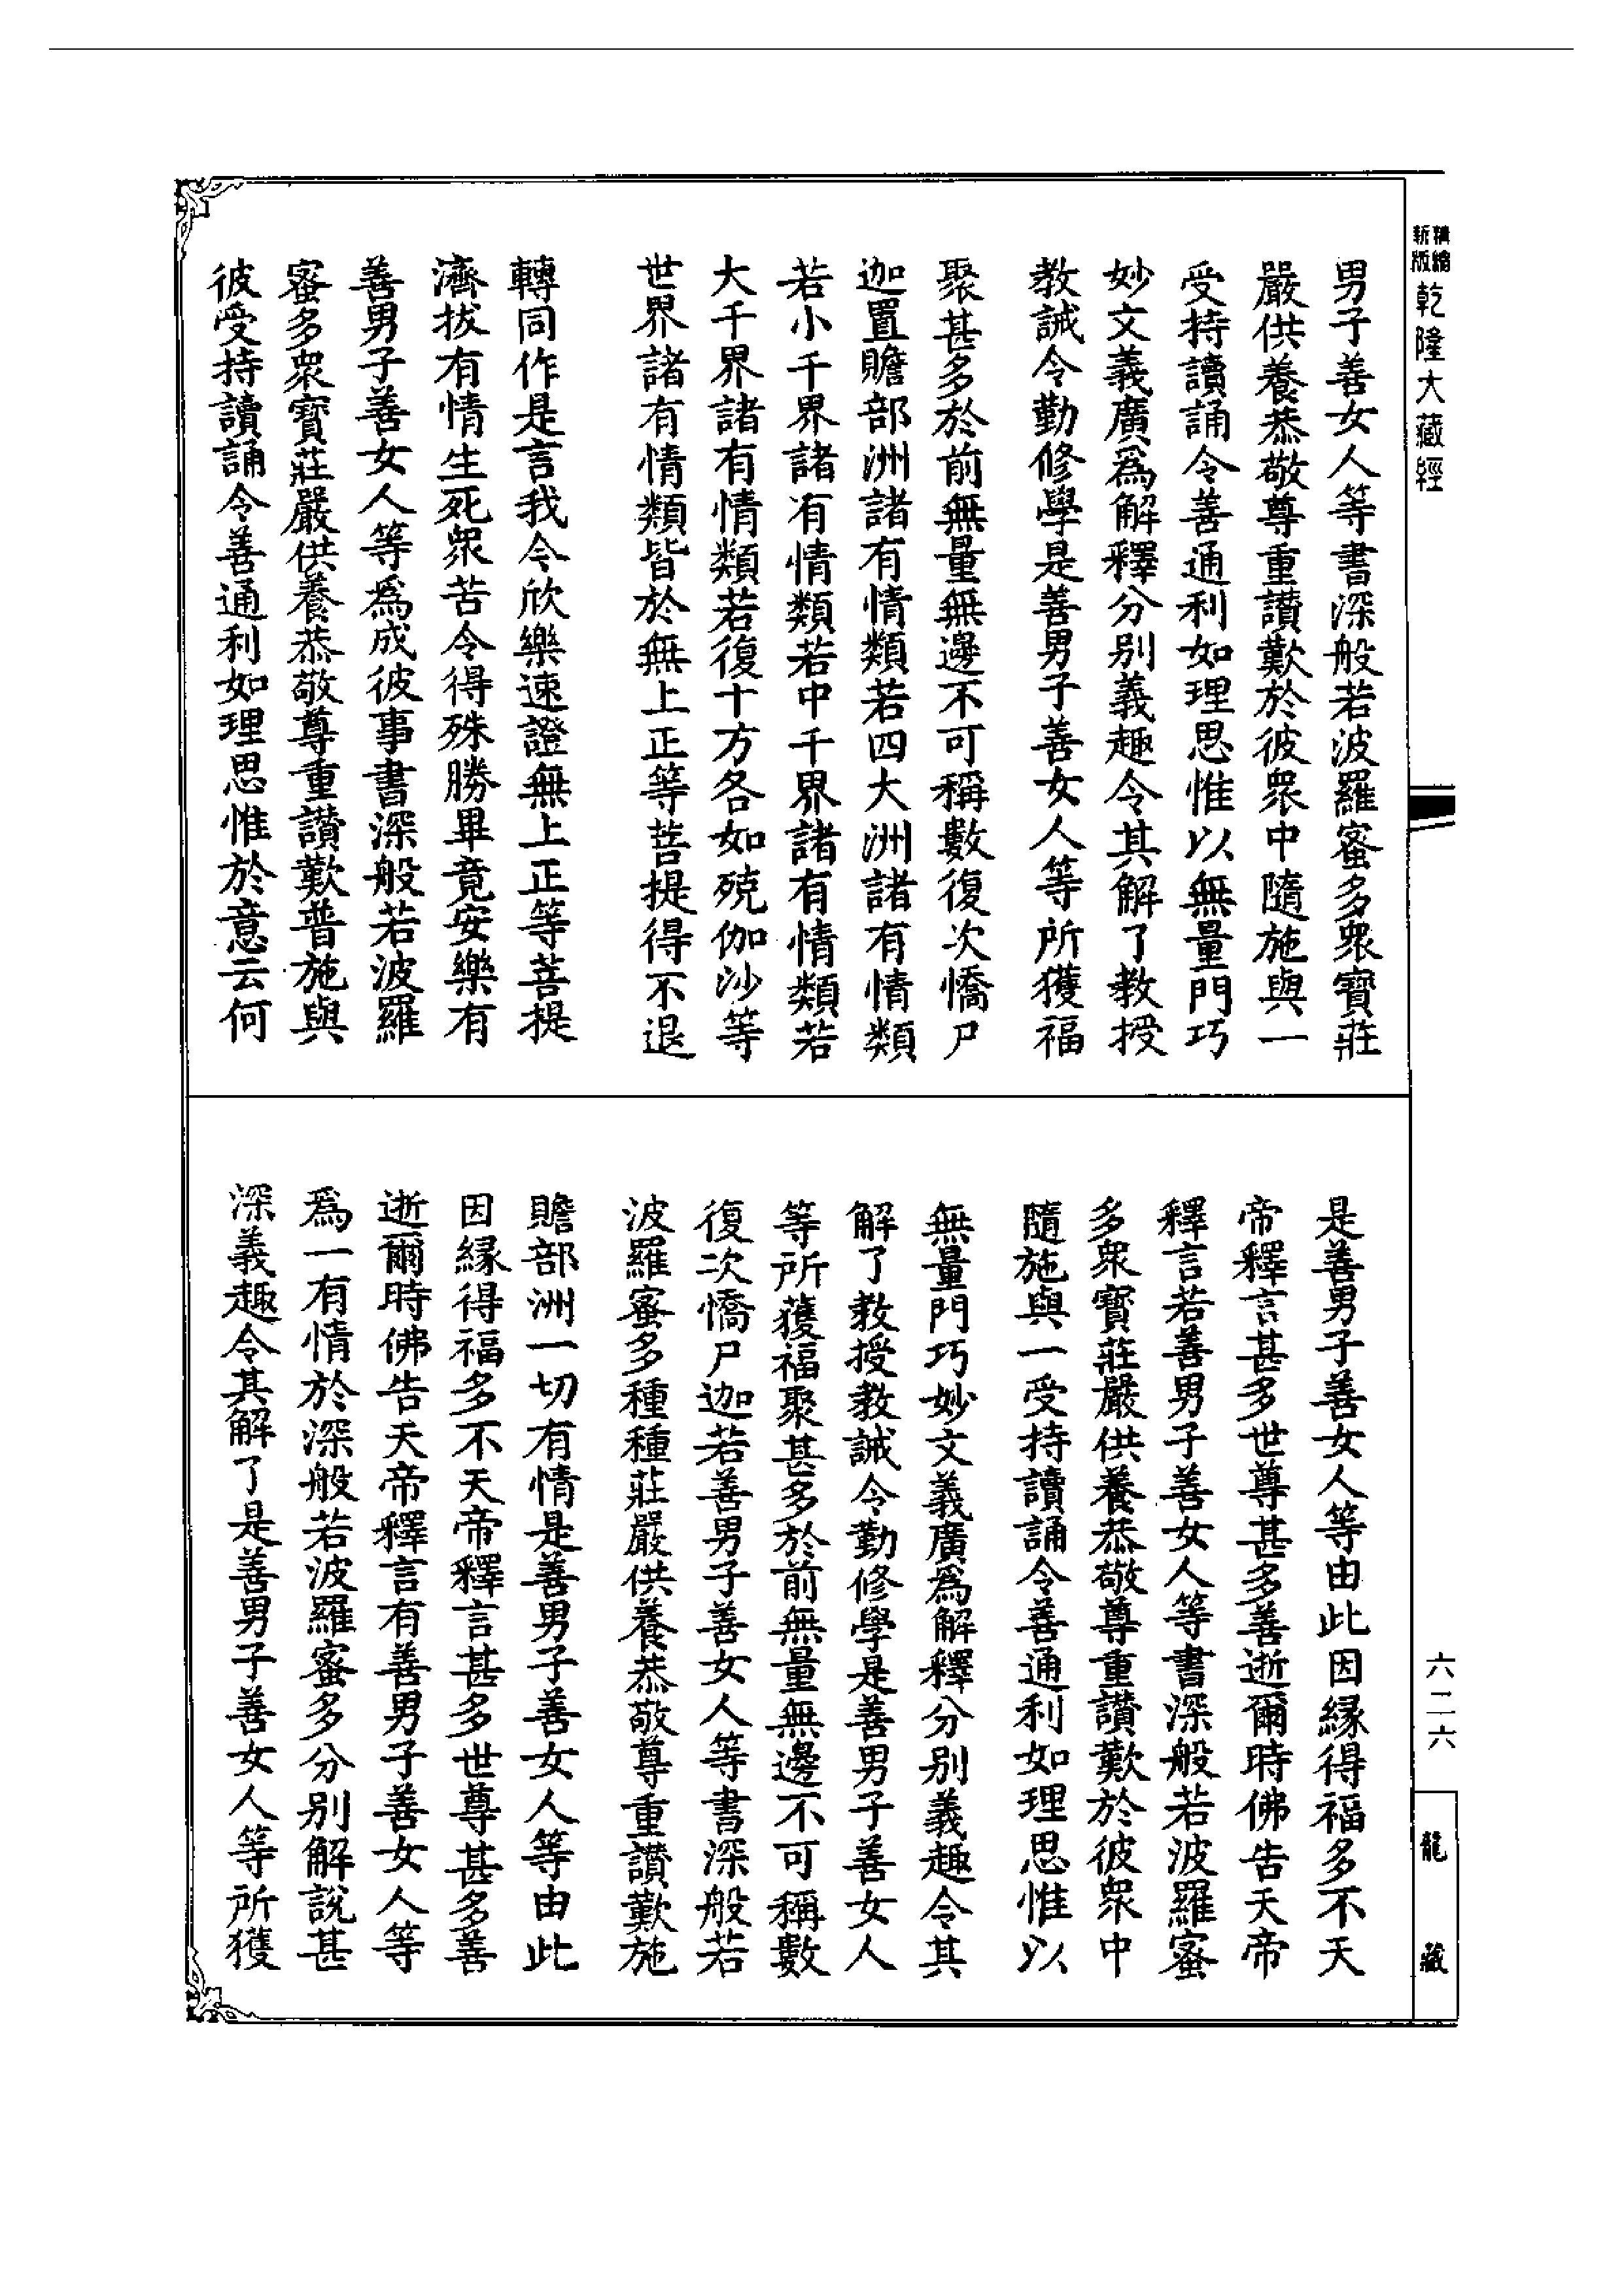 精縮新版乾隆大藏經
男子善女人等書深般若波羅蜜多衆寶莊
嚴供養恭敬尊重讚歎於彼衆中隨施與一
受持讀誦令善通利如理思惟以無量門巧
妙文義廣爲解釋分別義趣令其解了教授
教誡令勤修學是善男子善女人等所獲福
聚甚多於前無量無邊不可稱數復次憍尸
迦置贍部洲諸有情類若四大洲諸有情類
若小千界諸有情類若中千界諸有情類若
大千界諸有情類若復十方各如殑伽沙等
世界諸有情類皆於無上正等菩提得不退
轉同作是言我今欣樂速證無上正等菩提
濟拔有情生死衆苦令得殊勝畢竟安樂有
善男子善女人等爲成彼事書深般若波羅
蜜多衆寶莊嚴供養恭敬尊重讚歎普施與
彼受持讀誦令善通利如理思惟於意云何
是善男子善女人等由此因緣得福多不天
帝釋言甚多世尊甚多善逝爾時佛告天帝
釋言若善男子善女人等書深般若波羅蜜
多衆寶莊嚴供養恭敬尊重讚歎於彼衆中
隨施與一受持讀誦令善通利如理思惟以
無量門巧妙文義廣爲解釋分別義趣令其
解了教授教誡令勤修學是善男子善女人
等所獲福聚甚多於前無量無邊不可稱數
復次憍尸迦若善男子善女人等書深般若
波羅蜜多種種莊嚴供養恭敬尊重讚歎施
贍部洲一切有情是善男子善女人等由此
因緣得福多不天帝釋言甚多世尊甚多善
逝爾時佛告天帝釋言有善男子善女人等
爲一有情於深般若波羅蜜多分別解說甚
深義趣令其解了是善男子善女人等所獲
六二六
龍藏